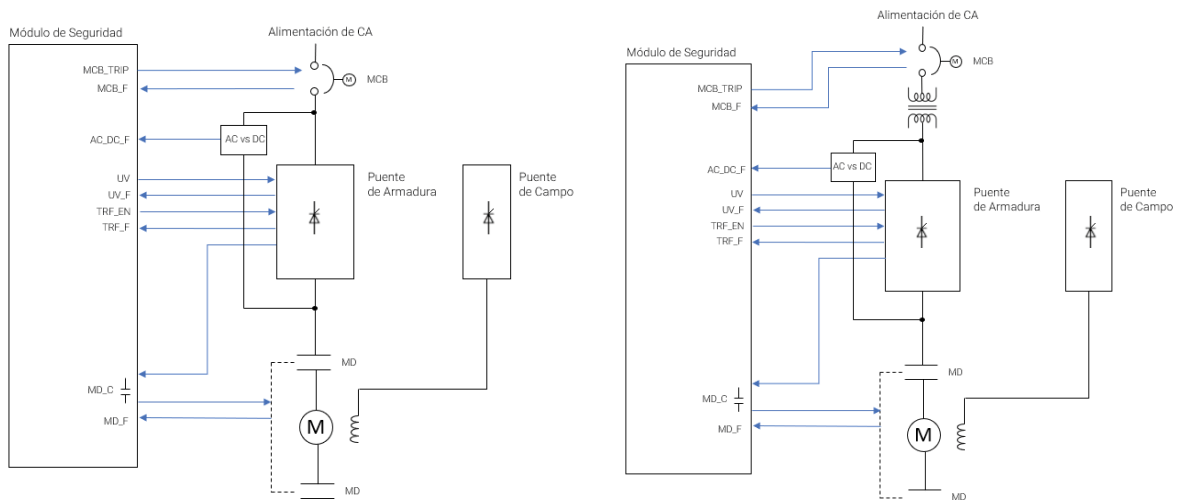 Alimentación de CA
Módulo de Seguridad
MCB_TRIP
MCB_F
M
MCB
AC_DC_F
AC vs DC
UV
UV_F
TRF_EN
TRF_F
Puente
de Armadura
Puente
de Campo
MD
MD_C
MD_F
M
MD
Alimentación de CA
Módulo de Seguridad
MCB_TRIP
MCB_F
M
MCB
AC_DC_F
AC vs DC
UV
UV_F
TRF_EN
TRF_F
Puente
de Armadura
Puente
de Campo
MD
MD_C
MD_F
M
MD